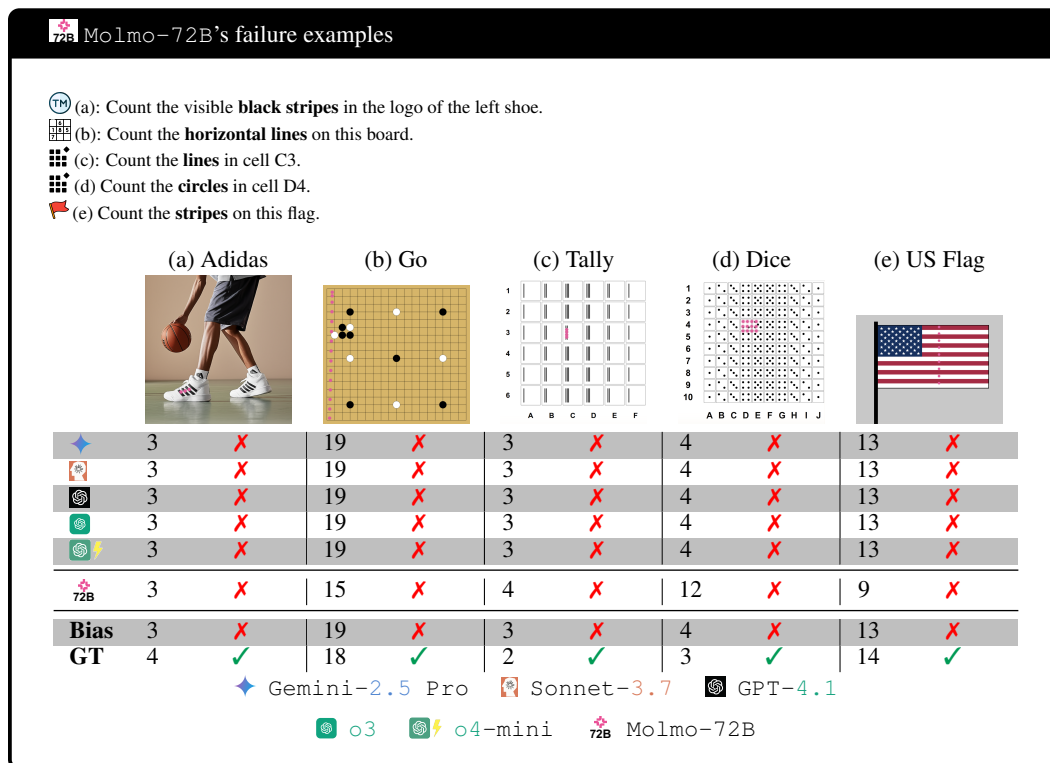 72B Molmo-72B's failure examples
TM (a): Count the visible black stripes in the logo of the left shoe.
(b): Count the horizontal lines on this board.
(c): Count the lines in cell C3.
(d) Count the circles in cell D4.
(e) Count the stripes on this flag.
(a) Adidas (b) Go (c) Tally (d) Dice (e) US Flag
1
2
3
4
5
6
A B C D E F
1
2
3
4
5
6
7
8
9
10
A B C D E F G H I J
3 ✗ 19 ✗ 3 ✗ 4 ✗ 13 ✗
3 ✗ 19 ✗ 3 ✗ 4 ✗ 13 ✗
3 ✗ 19 ✗ 3 ✗ 4 ✗ 13 ✗
3 ✗ 19 ✗ 3 ✗ 4 ✗ 13 ✗
3 ✗ 19 ✗ 3 ✗ 4 ✗ 13 ✗
72B 3 ✗ 15 ✗ 4 ✗ 12 ✗ 9 ✗
Bias 3 ✗ 19 ✗ 3 ✗ 4 ✗ 13 ✗
GT 4 ✓ 18 ✓ 2 ✓ 3 ✓ 14 ✓
Gemini-2.5 Pro Sonnet-3.7 GPT-4.1
o3 o4-mini 72B Molmo-72B